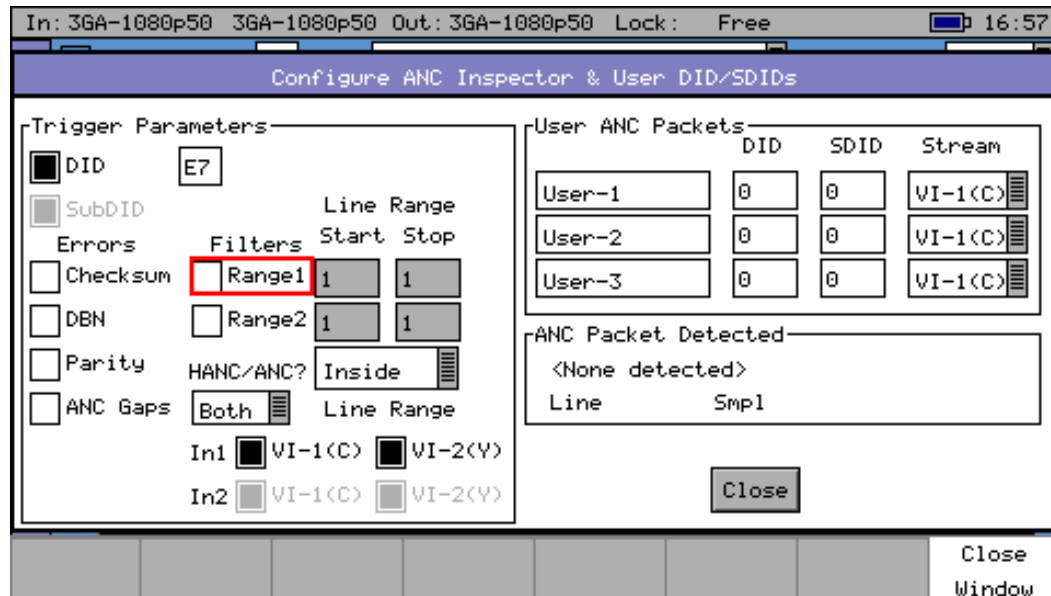 In: 3GA-1080p50 3GA-1080p50 Out: 3GA-1080p50 Lock: Free 16:57
Configure ANC Inspector & User DID/SDIDs
Trigger Parameters
DID E7
SubDID
Line Range
Errors Filters Start Stop
Checksum Range1 1 1
DBN Range2 1 1
Parity HANC/ANC? Inside
ANC Gaps Both Line Range
In1 VI-1(C) VI-2(Y)
In2 VI-1(C) VI-2(Y)
User ANC Packets
DID SDID Stream
User-1 0 0 VI-1(C)
User-2 0 0 VI-1(C)
User-3 0 0 VI-1(C)
ANC Packet Detected
<None detected>
Line Smpl
Close
Close
Window